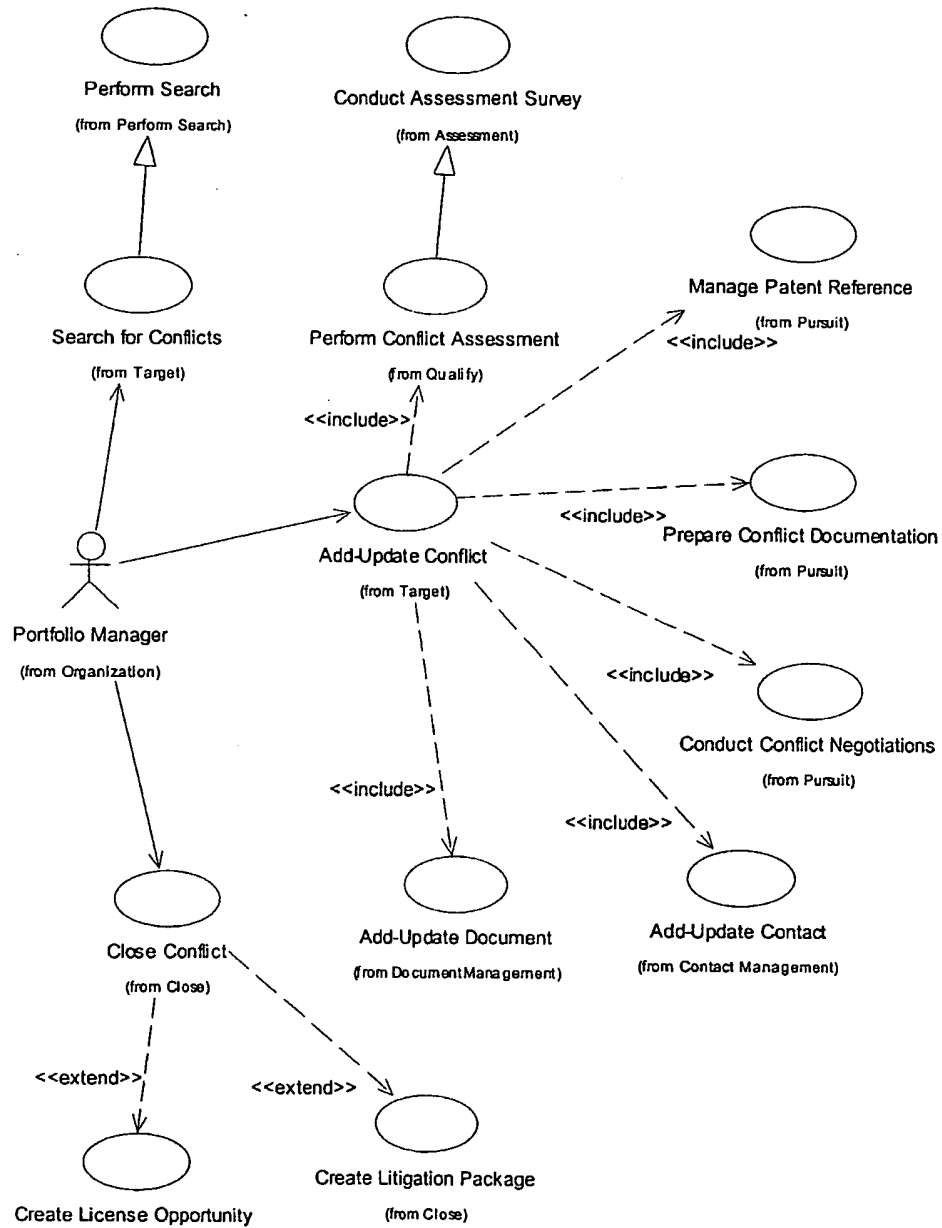 Perform Search
(from Perform Search)
Conduct Assessment Survey
(from Assessment)
Search for Conflicts
(from Target)
Perform Conflict Assessment
(from Qualify)
Manage Patent Reference
(from Pursuit)
<<include>>
<<include>>
Add-Update Conflict
(from Target)
<<include>>
Prepare Conflict Documentation
(from Pursuit)
Portfolio Manager
(from Organization)
<<include>>
Conduct Conflict Negotiations
(from Pursuit)
<<include>>
<<include>>
Close Conflict
(from Close)
Add-Update Document
(from Document Management)
Add-Update Contact
(from Contact Management)
<<extend>>
<<extend>>
Create License Opportunity
Create Litigation Package
(from Close)